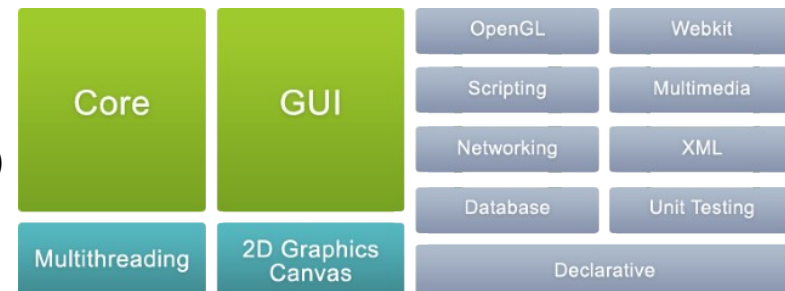 )
Core
GUI
OpenGL
Webkit
Scripting
Multimedia
Networking
XML
Database
Unit Testing
Multithreading
2D Graphics
Canvas
Declarative